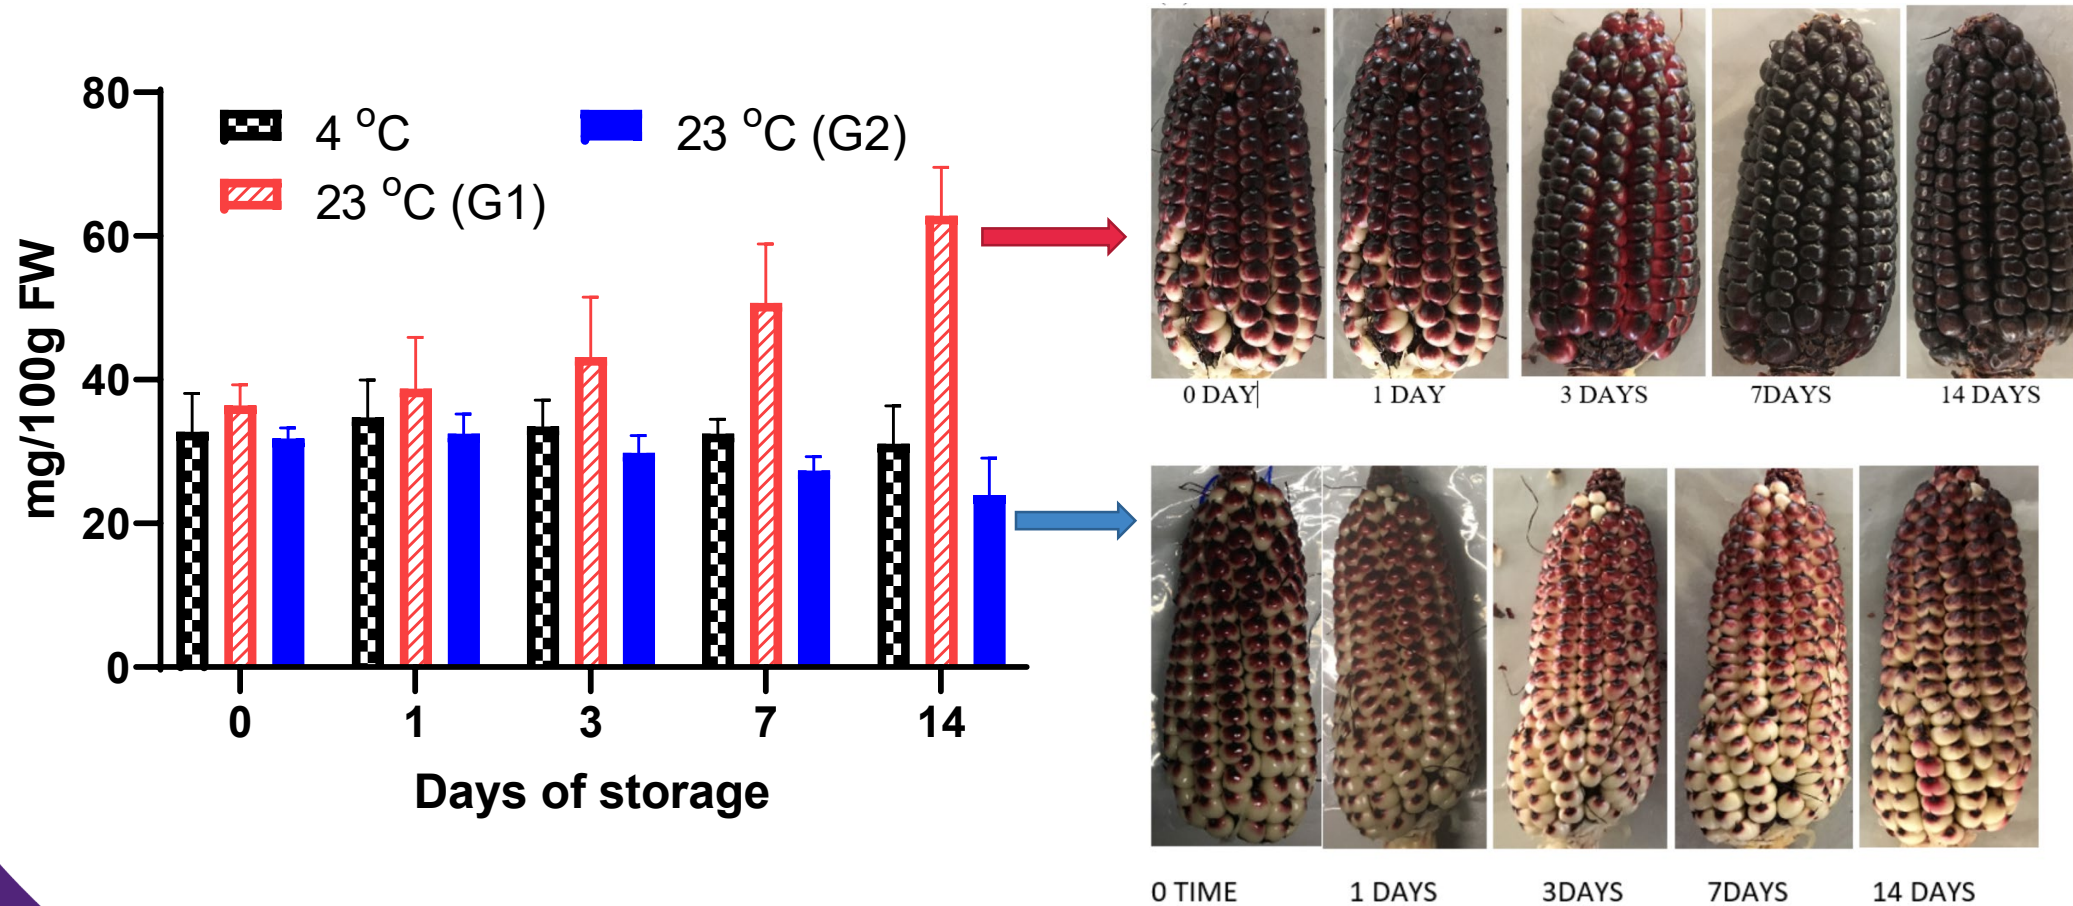 80
60
40
20
0
mg/100g FW
4 °C
23 °C (G1)
23 °C (G2)
0 1 3 7 14
Days of storage
0 DAY
1 DAY
3 DAYS
7DAYS
14 DAYS
0 TIME
1 DAYS
3DAYS
7DAYS
14 DAYS